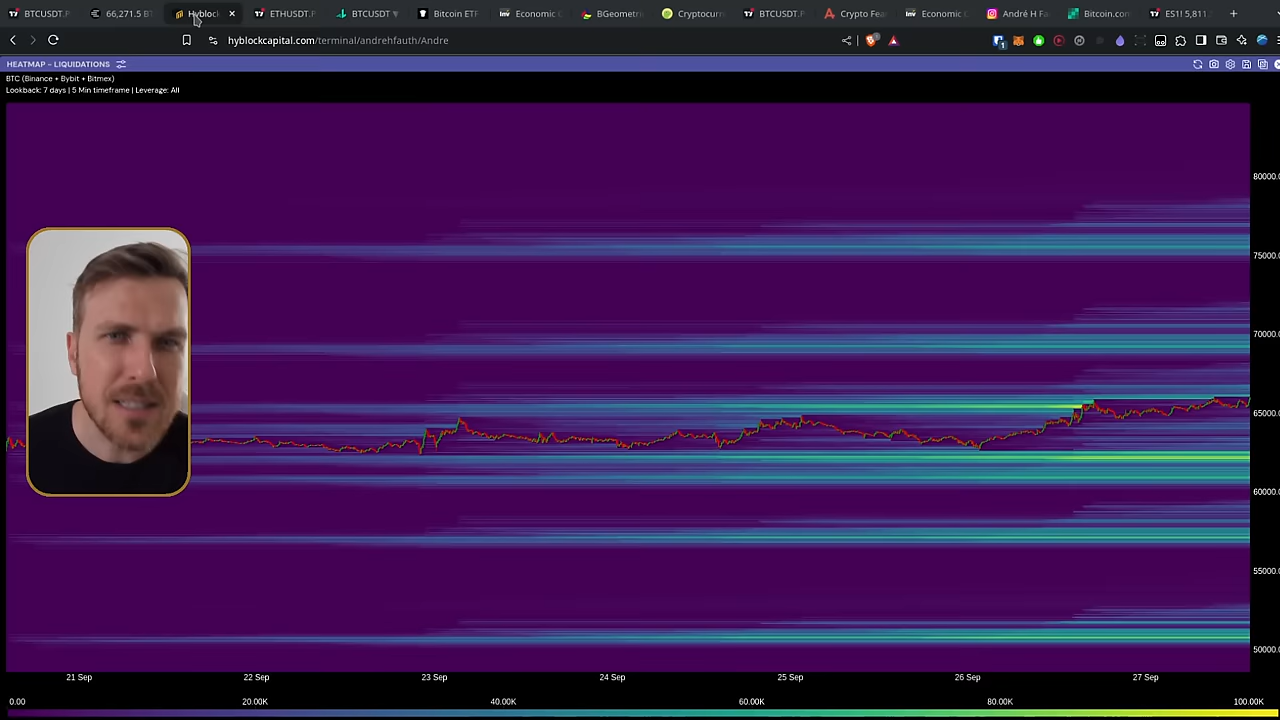 BTCUSDT.P 66,271.5 B Hyblock ETHUSDT.P BTCUSDT Bitcoin ETF Economic C BGeometri Cryptocurr BTCUSDT.P Crypto Fea Economic André H Fa Bitcoin.com ES1! 5,811.
hyblockcapital.com/terminal/andrehfauth/Andre
HEATMAP - LIQUIDATIONS
BTC (Binance + Bybit + Bitmex)
Lookback: 7 days | 5 Min timeframe | Leverage: All
80000.0
75000.0
70000.0
65000.0
60000.0
55000.0
50000.0
21 Sep 22 Sep 23 Sep 24 Sep 25 Sep 26 Sep 27 Sep
0.00 20.00K 40.00K 60.00K 80.00K 100.00K